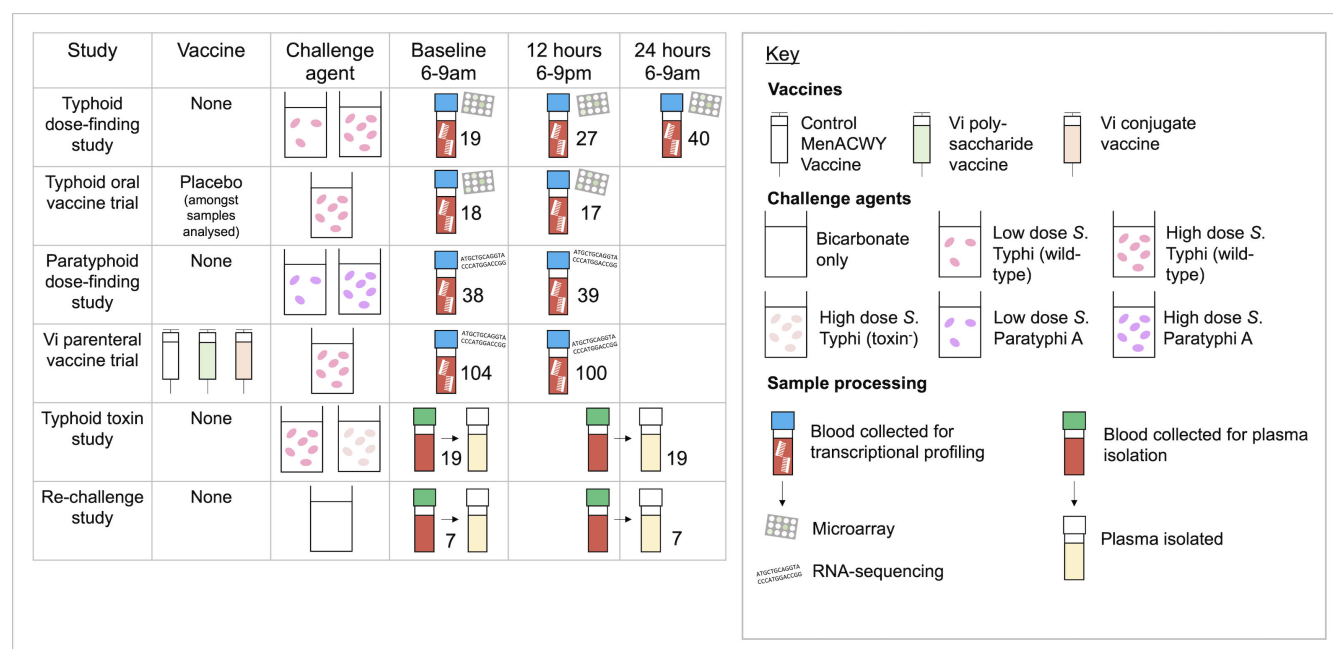 Study
Vaccine
Challenge
agent
Baseline
6-9am
12 hours
6-9pm
24 hours
6-9am
Typhoid
dose-finding
study
None
19
27
40
Typhoid oral
vaccine trial
Placebo
(amongst
samples
analysed)
18
17
Paratyphoid
dose-finding
study
None
ATGCTGCAGGTA
CCCATGGACCGG
38
ATGCTGCAGGTA
CCCATGGACCGG
39
Vi parenteral
vaccine trial
ATGCTGCAGGTA
CCCATGGACCGG
104
ATGCTGCAGGTA
CCCATGGACCGG
100
Typhoid toxin
study
None
19
19
Re-challenge
study
None
7
7
Key
Vaccines
Control
MenACWY
Vaccine
Vi poly-
saccharide
vaccine
Vi conjugate
vaccine
Challenge agents
Bicarbonate
only
Low dose S.
Typhi (wild-
type)
High dose S.
Typhi (wild-
type)
High dose S.
Typhi (toxin⁻)
Low dose S.
Paratyphi A
High dose S.
Paratyphi A
Sample processing
Blood collected for
transcriptional profiling
Blood collected for plasma
isolation
Microarray
Plasma isolated
ATGCTGCAGGTA
CCCATGGACCGG
RNA-sequencing